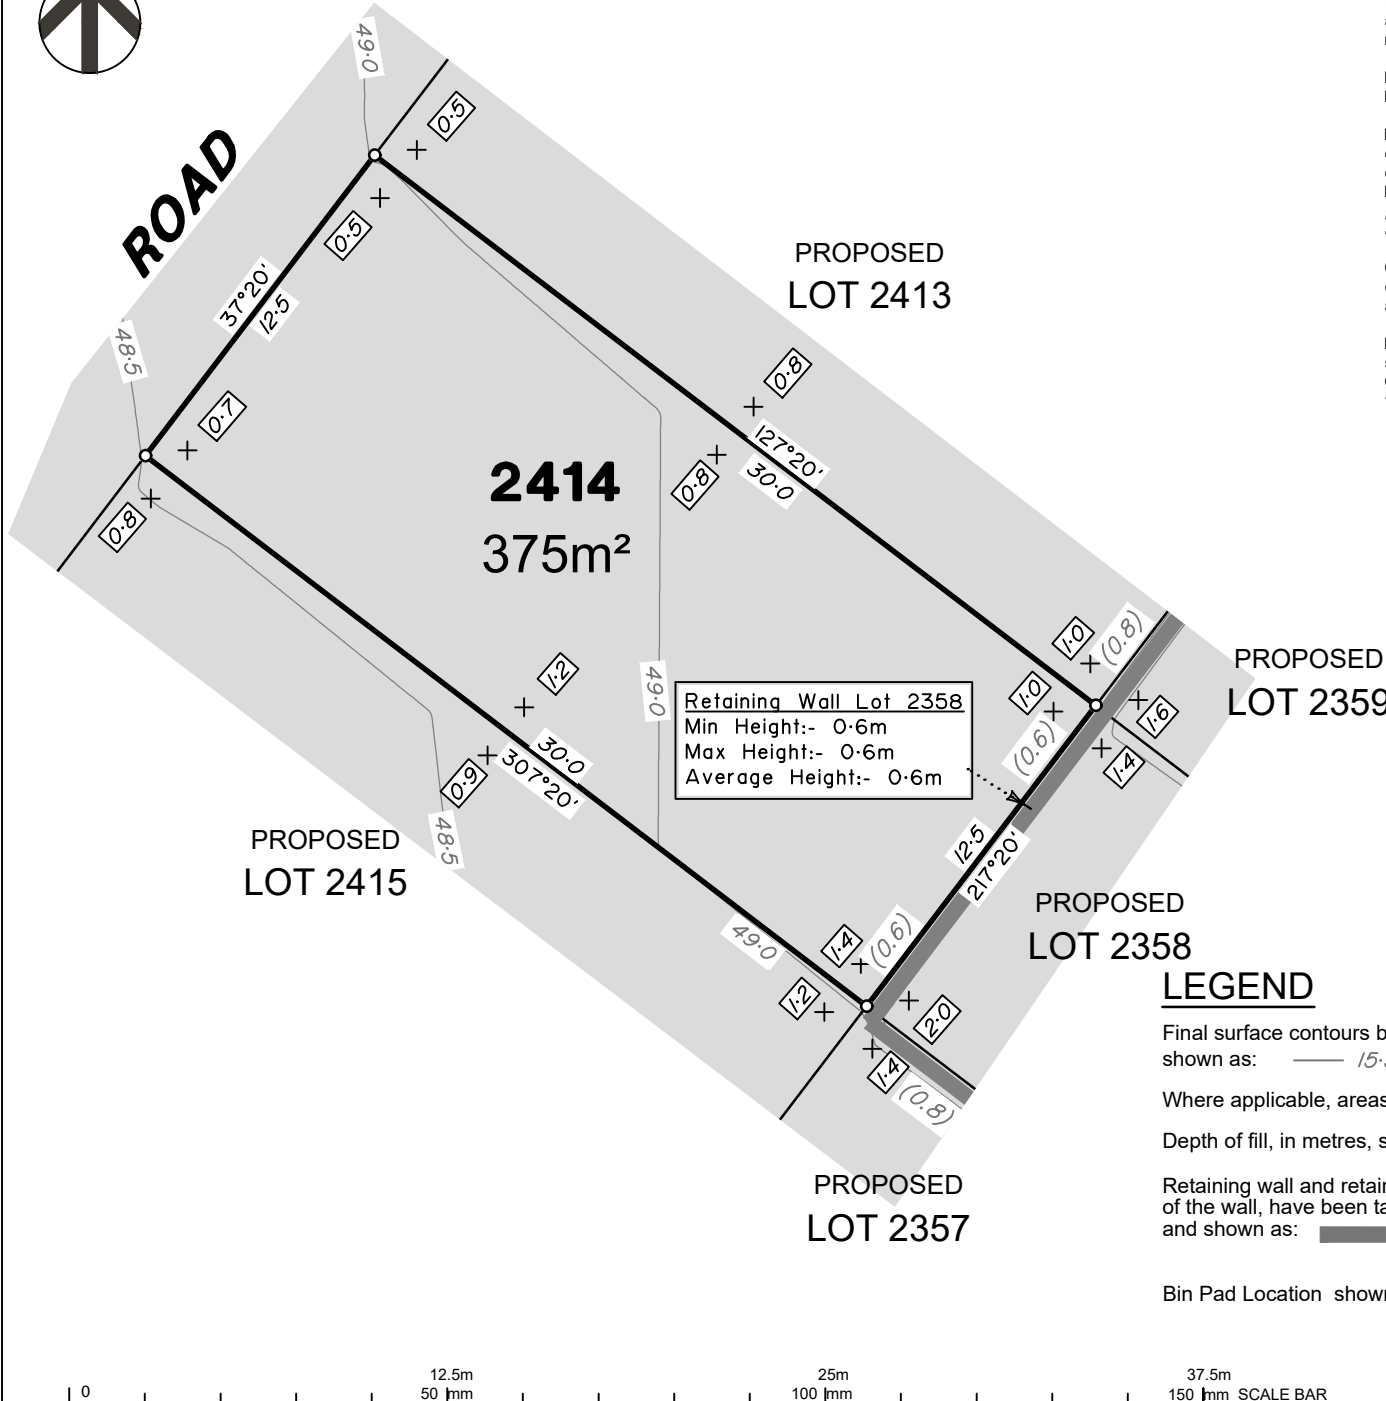 49·0
0·5
ROAD
0·5
PROPOSED
LOT 2413
37°20'
12·5
48·5
0·8
0·7
127°20'
30·0
0·8
2414
375m²
0·8
1·0
(0.8)
PROPOSED
LOT 2359
1·2
49·0
1·0
1·6
Retaining Wall Lot 2358
Min Height:- 0·6m
Max Height:- 0·6m
Average Height:- 0·6m
(0.6)
1·4
30·0
307°20'
0·9
PROPOSED
LOT 2415
48·5
12·5
217°20'
PROPOSED
LOT 2358
49·0
1·4
(0.6)
1·2
2·0
1·4
(0.8)
PROPOSED
LOT 2357
LEGEND
Final surface contours b
shown as: 15·
Where applicable, areas
Depth of fill, in metres, s
Retaining wall and retain
of the wall, have been ta
and shown as:
Bin Pad Location shown
12.5m 25m 37.5m
0 50 mm 100 mm 150 mm SCALE BAR